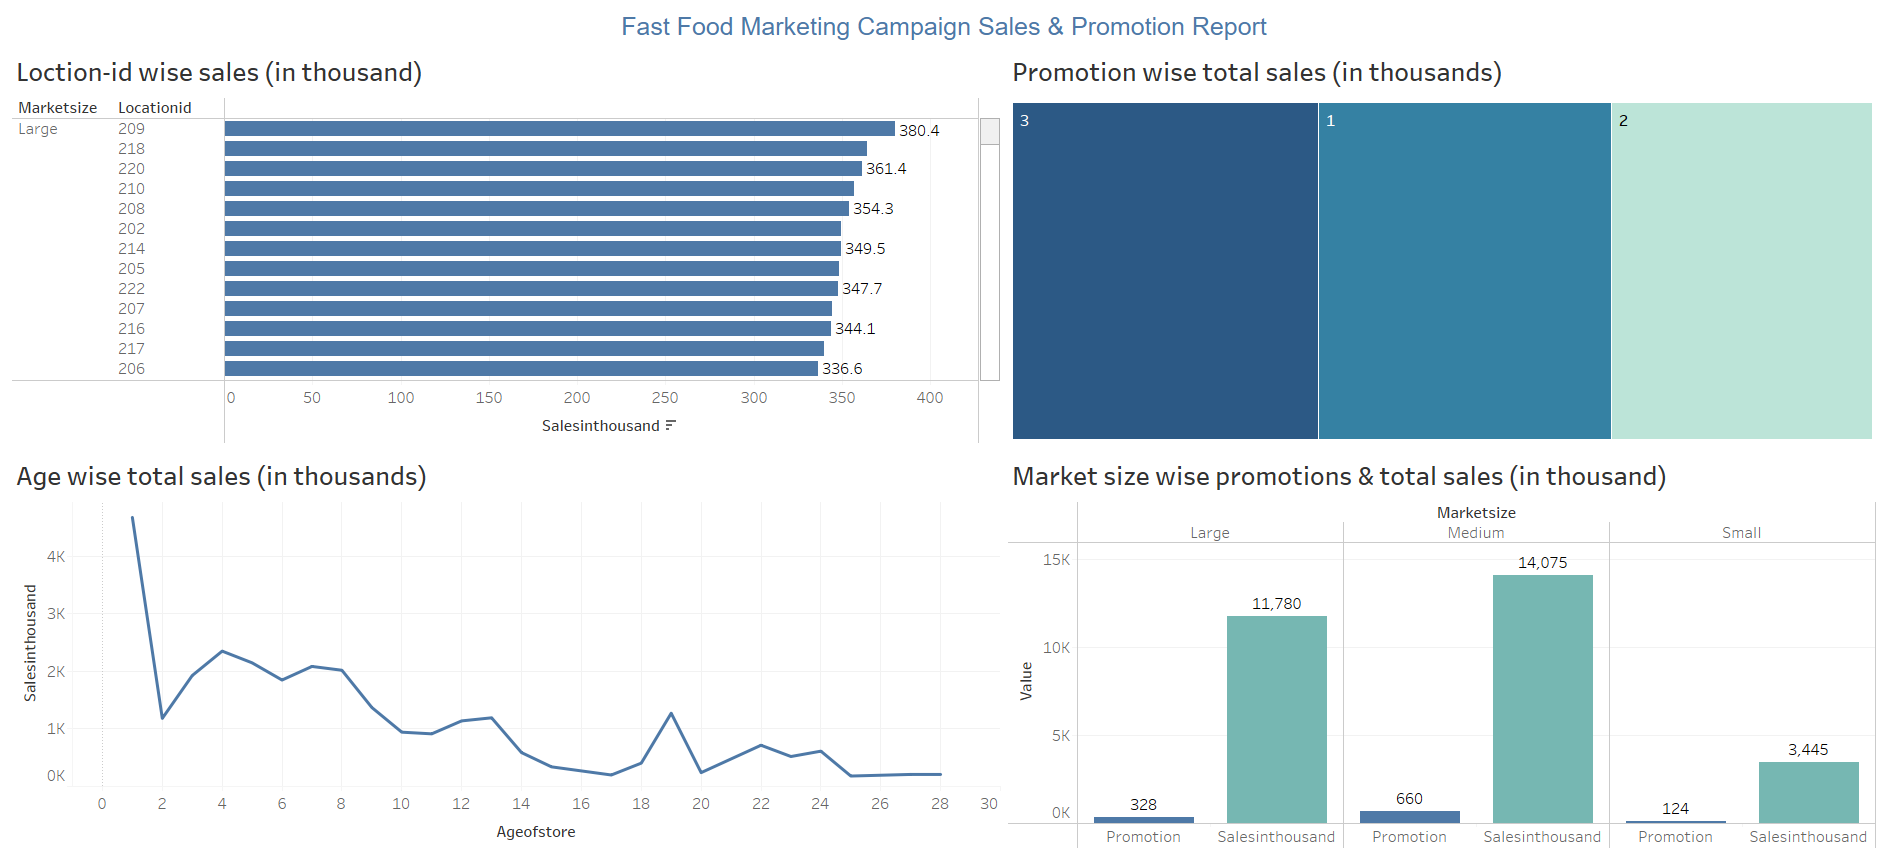 Fast Food Marketing Campaign Sales & Promotion Report
Loction-id wise sales (in thousand)
Marketsize Locationid
Large 209 380.4
218
220 361.4
210
208 354.3
202
214 349.5
205
222 347.7
207
216 344.1
217
206 336.6
0 50 100 150 200 250 300 350 400
Salesinthousand
Promotion wise total sales (in thousands)
3 1 2
Age wise total sales (in thousands)
Salesinthousand
4K
3K
2K
1K
0K
0 2 4 6 8 10 12 14 16 18 20 22 24 26 28 30
Ageofstore
Market size wise promotions & total sales (in thousand)
Marketsize
Large Medium Small
Value
15K
10K
5K
0K
328 11,780 660 14,075 124 3,445
Promotion Salesinthousand Promotion Salesinthousand Promotion Salesinthousand